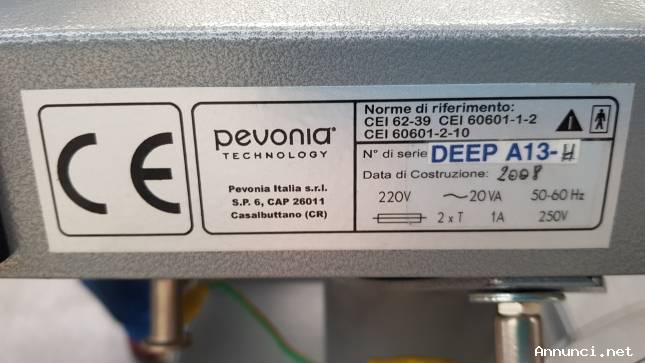 CE
pevonia
TECHNOLOGY
Pevonia Italia s.r.l.
S.P. 6, CAP 26011
Casalbuttano (CR)
Norme di riferimento:
CEI 62-39 CEI 60601-1-2
CEI 60601-2-10
N° di serie DEEP A13-H
Data di Costruzione: 2008
220V ~20VA 50-60 Hz
2 x T 1A 250V
Annunci.net